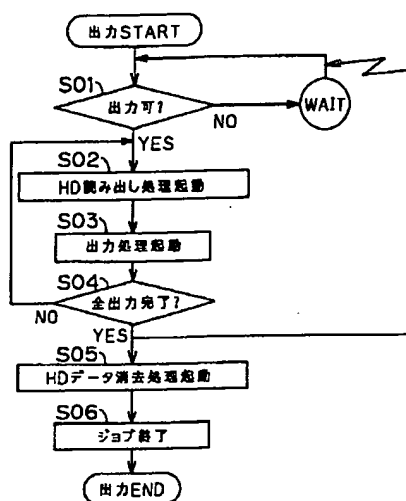 出力START
S01
出力可?
WAIT
NO
YES
S02
HD読み出し処理起動
S03
出力処理起動
S04
全出力完了?
NO
YES
S05
HDデータ消去処理起動
S06
ジョブ終了
出力END